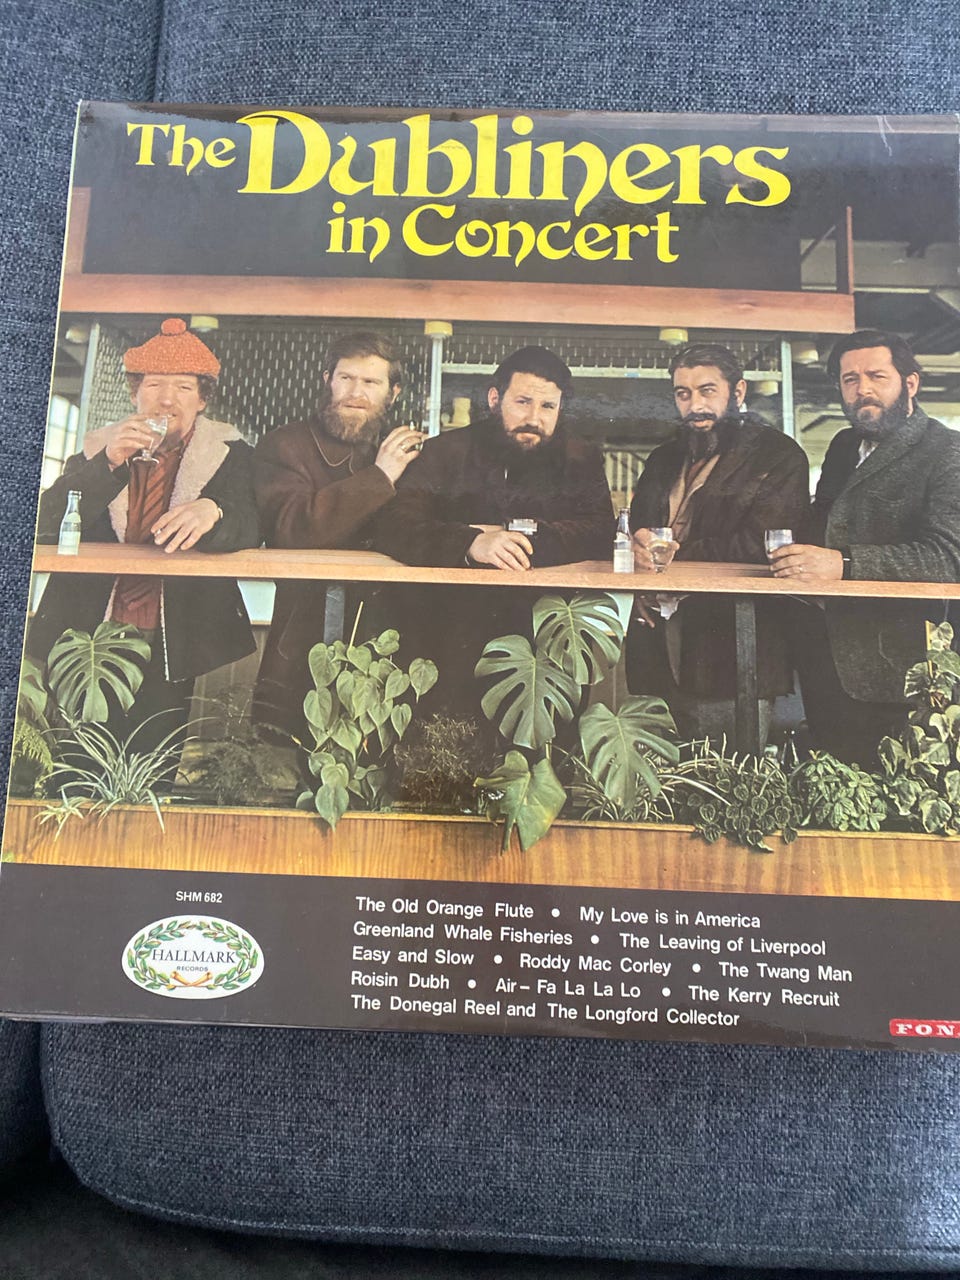 The Dubliners
in Concert
SHM 682
HALLMARK
RECORDS
The Old Orange Flute • My Love is in America
Greenland Whale Fisheries • The Leaving of Liverpool
Easy and Slow • Roddy Mac Corley • The Twang Man
Roisin Dubh • Air – Fa La La Lo • The Kerry Recruit
The Donegal Reel and The Longford Collector
FON